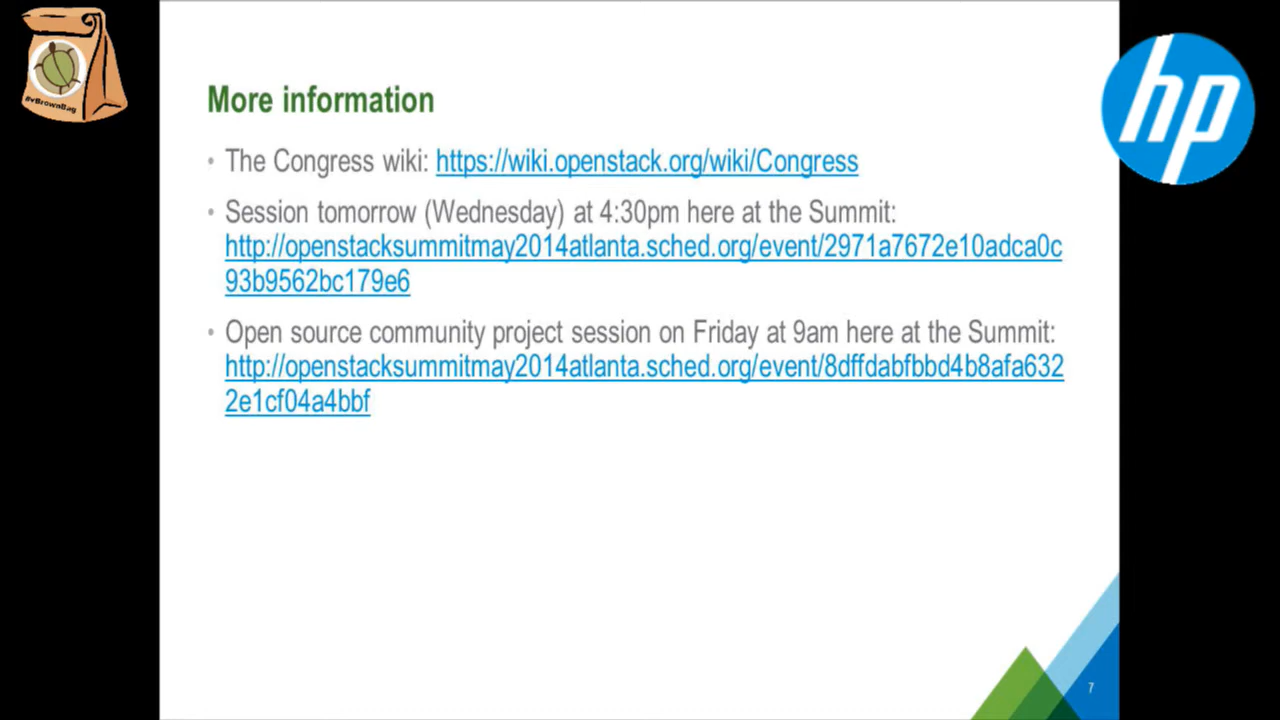 #vBrownBag
hp
More information
• The Congress wiki: https://wiki.openstack.org/wiki/Congress
• Session tomorrow (Wednesday) at 4:30pm here at the Summit:
http://openstacksummitmay2014atlanta.sched.org/event/2971a7672e10adca0c
93b9562bc179e6
• Open source community project session on Friday at 9am here at the Summit:
http://openstacksummitmay2014atlanta.sched.org/event/8dffdabfbbd4b8afa632
2e1cf04a4bbf
7